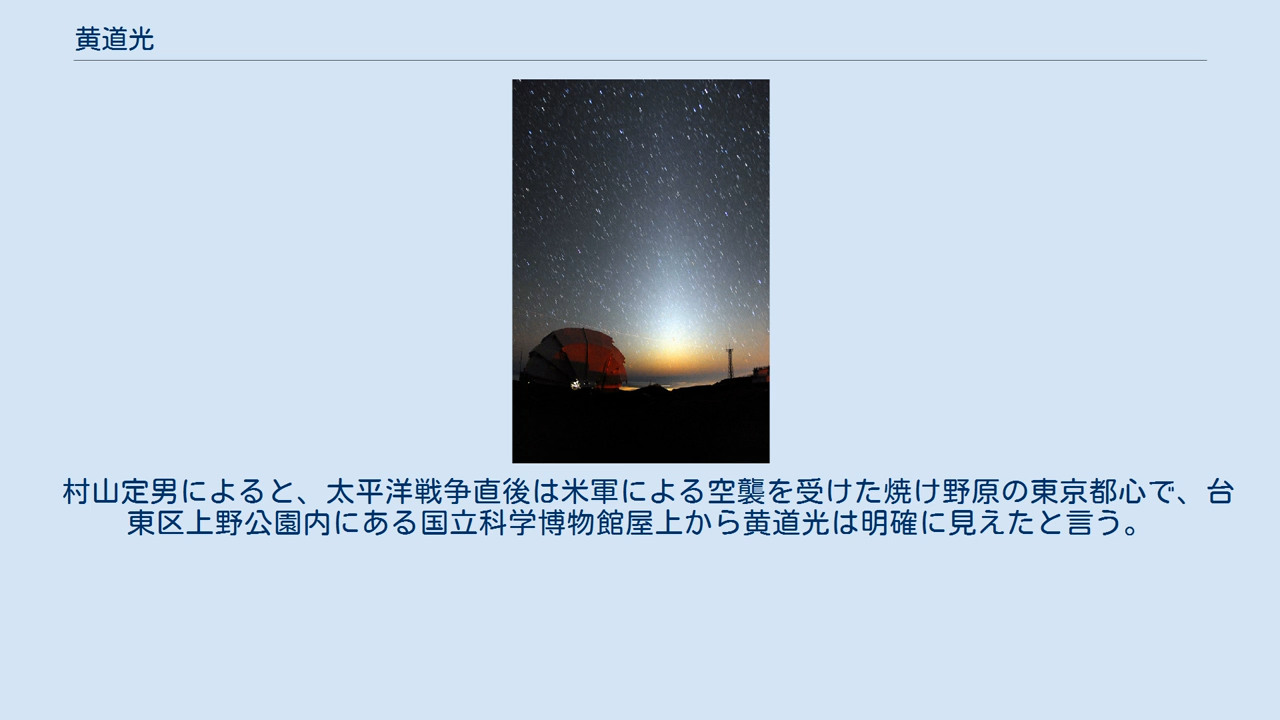 黄道光
村山定男によると、太平洋戦争直後は米軍による空襲を受けた焼け野原の東京都心で、台
東区上野公園内にある国立科学博物館屋上から黄道光は明確に見えたと言う。